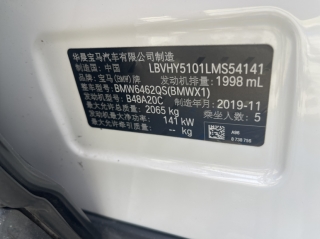 华晨宝马汽车有限公司制造
制造国：中国 LBVHY5101LMS54141
品牌：宝马(BMW)牌 发动机排量：1998 mL
整车型号：BMW6462QS(BMWX1)
发动机型号：B48A20C 制造年月：2019-11
最大允许总质量：2065 kg 乘坐人数：5
发动机最大净功率：141 kW
最大允许牵引质量： kg